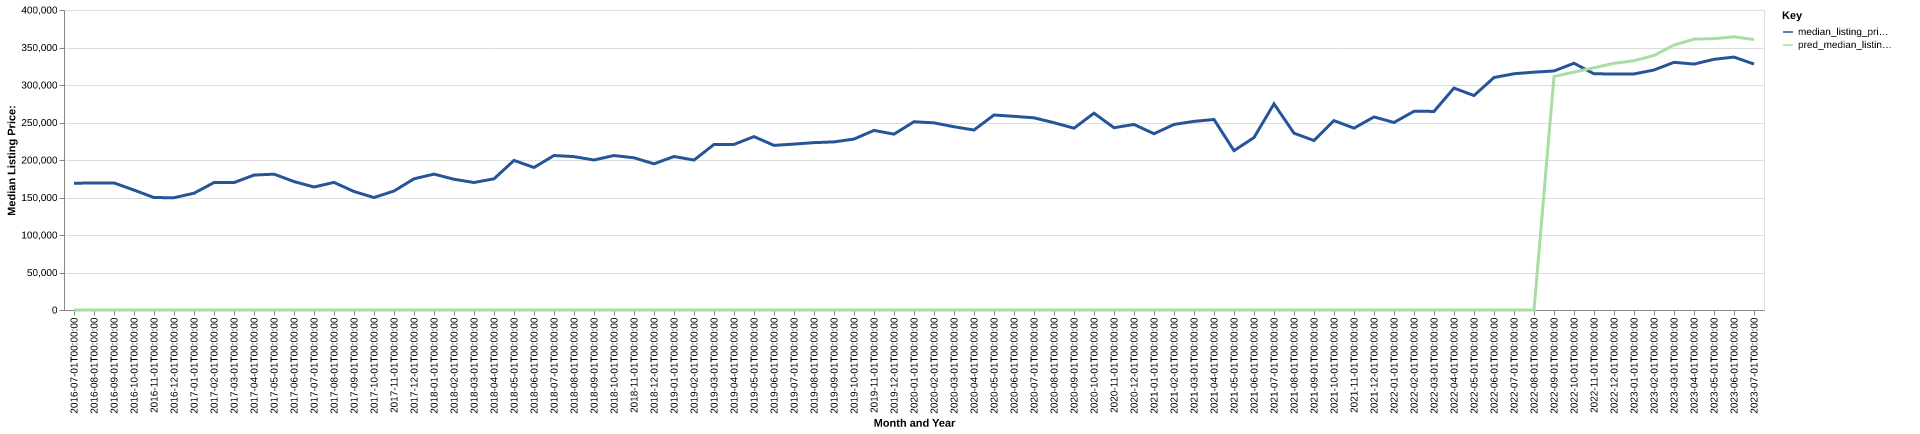 Key
median_listing_pri...
pred_median_listin...
Median Listing Price:
400,000
350,000
300,000
250,000
200,000
150,000
100,000
50,000
0
2016-07-01T00:00:00
2016-08-01T00:00:00
2016-09-01T00:00:00
2016-10-01T00:00:00
2016-11-01T00:00:00
2016-12-01T00:00:00
2017-01-01T00:00:00
2017-02-01T00:00:00
2017-03-01T00:00:00
2017-04-01T00:00:00
2017-05-01T00:00:00
2017-06-01T00:00:00
2017-07-01T00:00:00
2017-08-01T00:00:00
2017-09-01T00:00:00
2017-10-01T00:00:00
2017-11-01T00:00:00
2017-12-01T00:00:00
2018-01-01T00:00:00
2018-02-01T00:00:00
2018-03-01T00:00:00
2018-04-01T00:00:00
2018-05-01T00:00:00
2018-06-01T00:00:00
2018-07-01T00:00:00
2018-08-01T00:00:00
2018-09-01T00:00:00
2018-10-01T00:00:00
2018-11-01T00:00:00
2018-12-01T00:00:00
2019-01-01T00:00:00
2019-02-01T00:00:00
2019-03-01T00:00:00
2019-04-01T00:00:00
2019-05-01T00:00:00
2019-06-01T00:00:00
2019-07-01T00:00:00
2019-08-01T00:00:00
2019-09-01T00:00:00
2019-10-01T00:00:00
2019-11-01T00:00:00
2019-12-01T00:00:00
2020-01-01T00:00:00
2020-02-01T00:00:00
2020-03-01T00:00:00
2020-04-01T00:00:00
2020-05-01T00:00:00
2020-06-01T00:00:00
2020-07-01T00:00:00
2020-08-01T00:00:00
2020-09-01T00:00:00
2020-10-01T00:00:00
2020-11-01T00:00:00
2020-12-01T00:00:00
2021-01-01T00:00:00
2021-02-01T00:00:00
2021-03-01T00:00:00
2021-04-01T00:00:00
2021-05-01T00:00:00
2021-06-01T00:00:00
2021-07-01T00:00:00
2021-08-01T00:00:00
2021-09-01T00:00:00
2021-10-01T00:00:00
2021-11-01T00:00:00
2021-12-01T00:00:00
2022-01-01T00:00:00
2022-02-01T00:00:00
2022-03-01T00:00:00
2022-04-01T00:00:00
2022-05-01T00:00:00
2022-06-01T00:00:00
2022-07-01T00:00:00
2022-08-01T00:00:00
2022-09-01T00:00:00
2022-10-01T00:00:00
2022-11-01T00:00:00
2022-12-01T00:00:00
2023-01-01T00:00:00
2023-02-01T00:00:00
2023-03-01T00:00:00
2023-04-01T00:00:00
2023-05-01T00:00:00
2023-06-01T00:00:00
2023-07-01T00:00:00
Month and Year